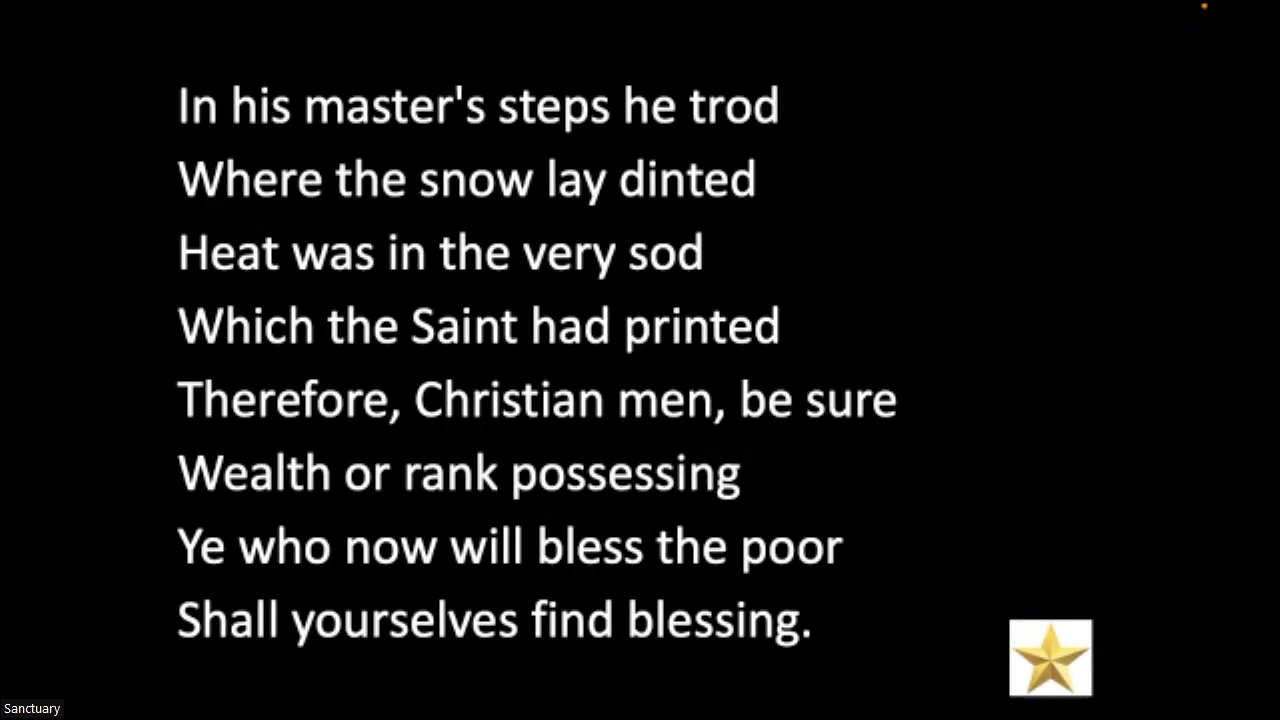 In his master's steps he trod
Where the snow lay dinted
Heat was in the very sod
Which the Saint had printed
Therefore, Christian men, be sure
Wealth or rank possessing
Ye who now will bless the poor
Shall yourselves find blessing.
Sanctuary